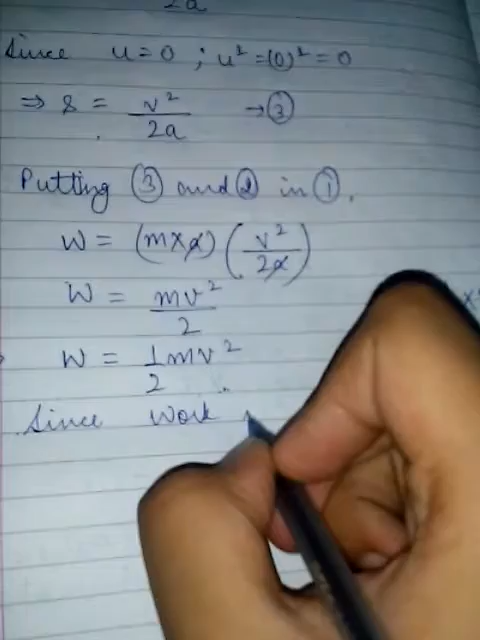 2a
Since u = 0 ; u² = (0)² = 0
⇒ s = v²/2a → ③
Putting ③ and ② in ①.
W = (m×a) (v²/2a)
W = mv²/2
W = 1/2 mv²
Since Work